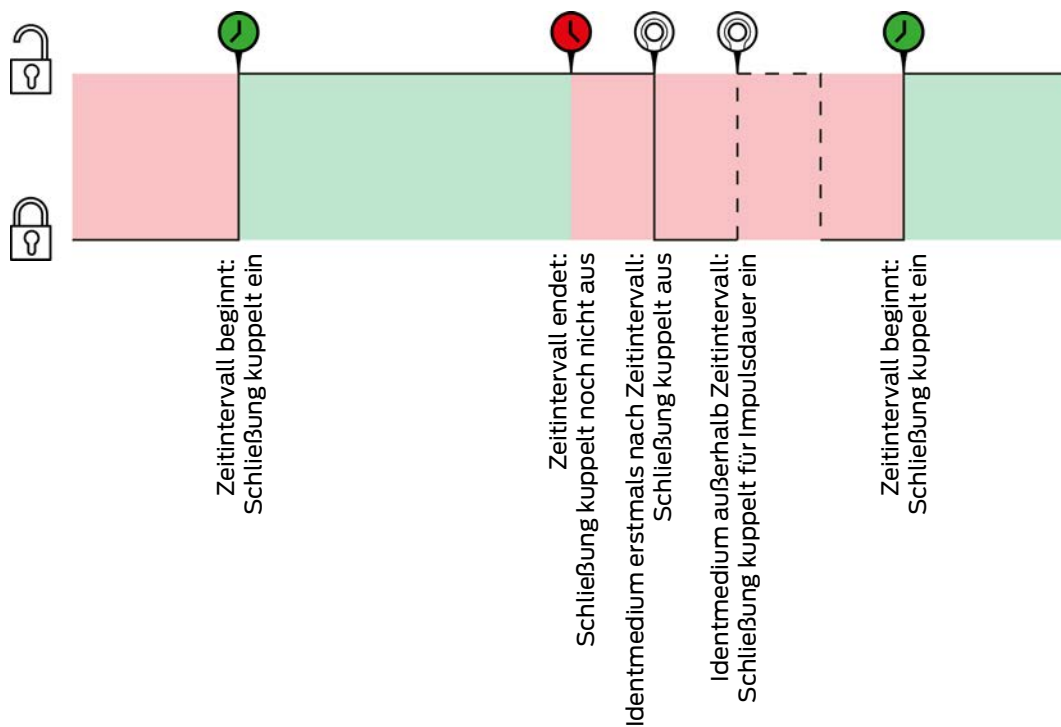 Zeitintervall beginnt:
Schließung kuppelt ein
Zeitintervall endet:
Schließung kuppelt noch nicht aus
Identmedium erstmals nach Zeitintervall:
Schließung kuppelt aus
Identmedium außerhalb Zeitintervall:
Schließung kuppelt für Impulsdauer ein
Zeitintervall beginnt:
Schließung kuppelt ein